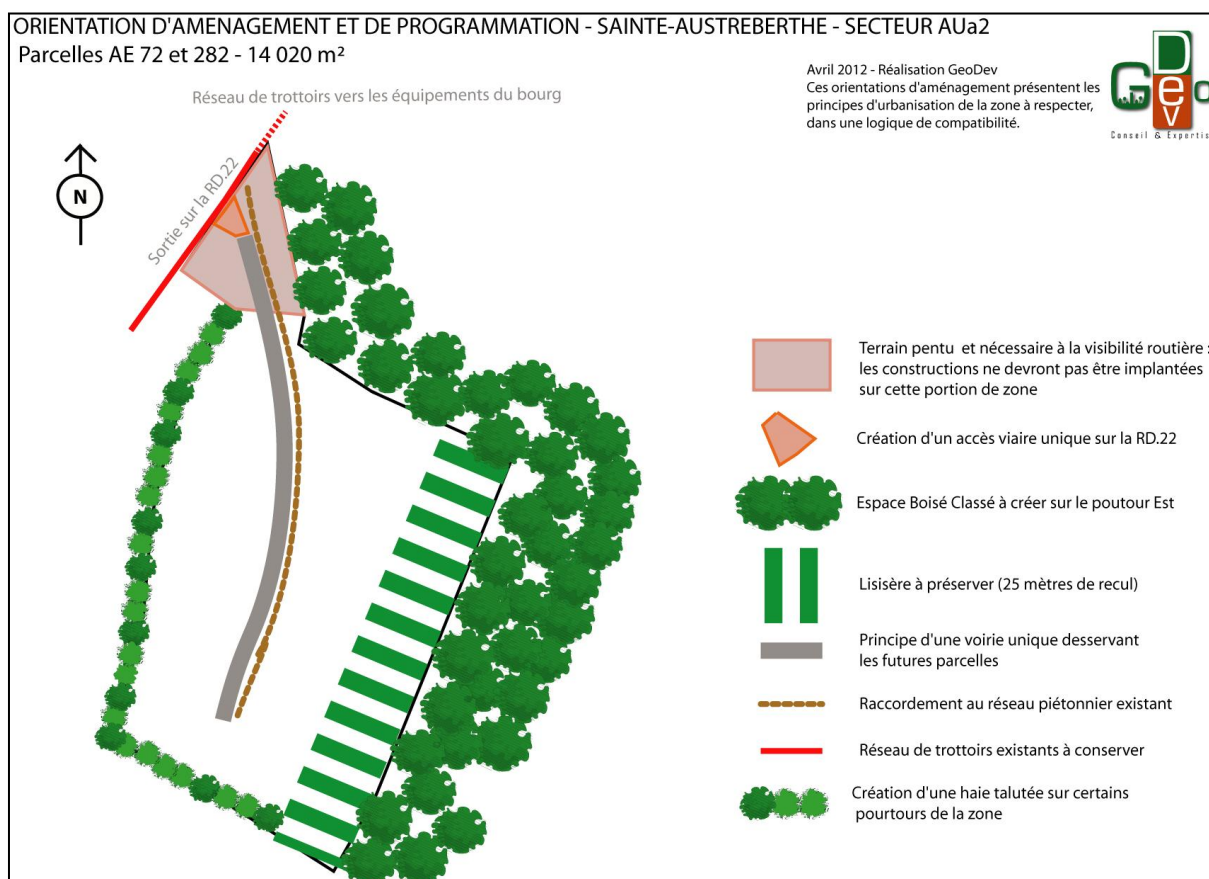 ORIENTATION D'AMENAGEMENT ET DE PROGRAMMATION - SAINTE-AUSTREBERTHE - SECTEUR AUa2
Parcelles AE 72 et 282 - 14 020 m²
Avril 2012 - Réalisation GeoDev
Ces orientations d'aménagement présentent les
principes d'urbanisation de la zone à respecter,
dans une logique de compatibilité.
GeoDev
Conseil & Expertis
Réseau de trottoirs vers les équipements du bourg
Sortie sur la RD.22
N
Terrain pentu et nécessaire à la visibilité routière :
les constructions ne devront pas être implantées
sur cette portion de zone
Création d'un accès viaire unique sur la RD.22
Espace Boisé Classé à créer sur le poutour Est
Lisisère à préserver (25 mètres de recul)
Principe d'une voirie unique desservant
les futures parcelles
Raccordement au réseau piétonnier existant
Réseau de trottoirs existants à conserver
Création d'une haie talutée sur certains
pourtours de la zone